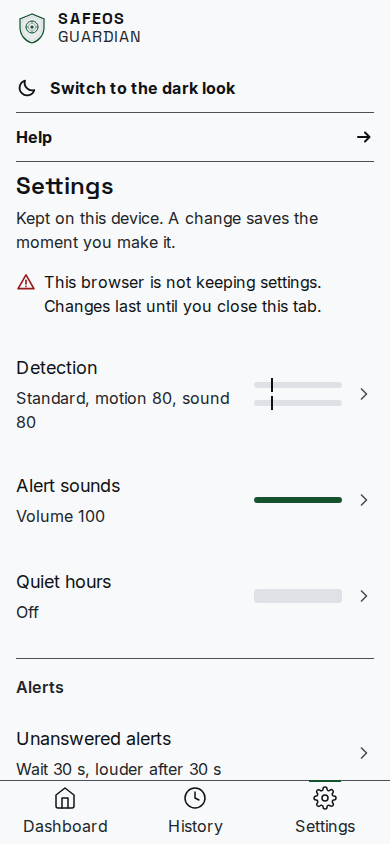 SAFEOS
GUARDIAN
Switch to the dark look
Help
Settings
Kept on this device. A change saves the
moment you make it.
This browser is not keeping settings.
Changes last until you close this tab.
Detection
Standard, motion 80, sound
80
Alert sounds
Volume 100
Quiet hours
Off
Alerts
Unanswered alerts
Wait 30 s, louder after 30 s
Dashboard
History
Settings